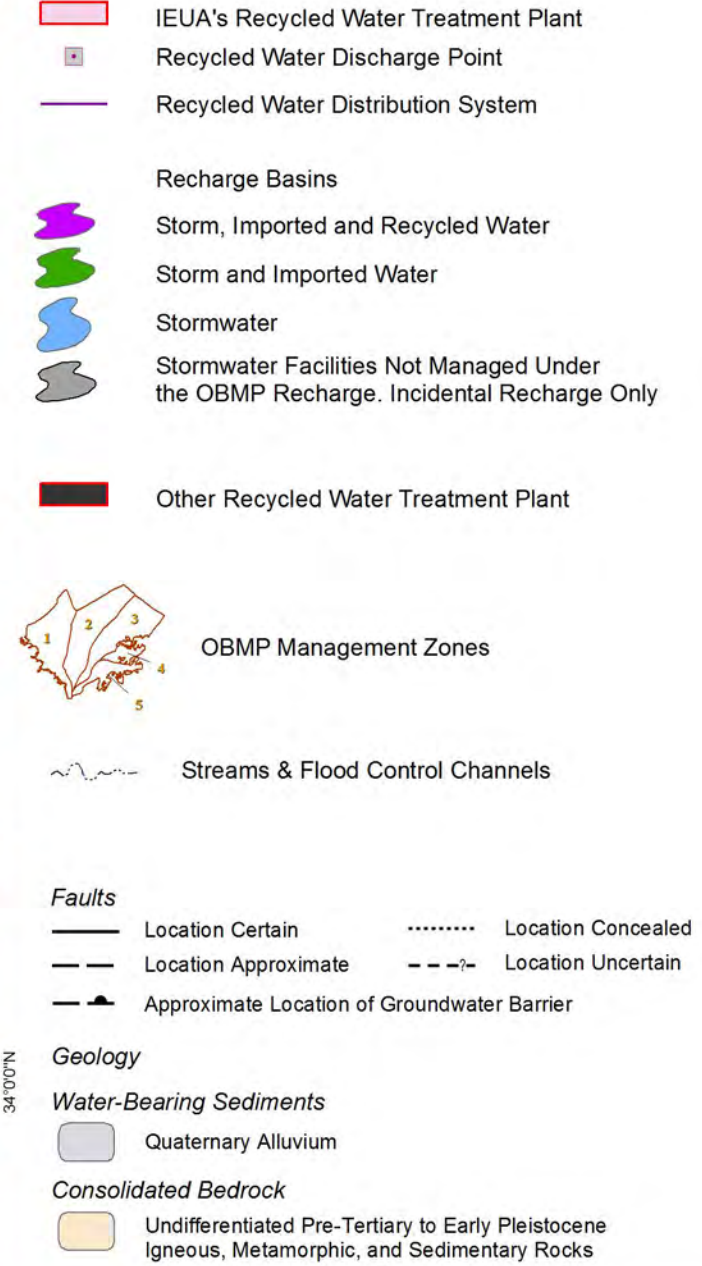 IEUA's Recycled Water Treatment Plant
Recycled Water Discharge Point
Recycled Water Distribution System
Recharge Basins
Storm, Imported and Recycled Water
Storm and Imported Water
Stormwater
Stormwater Facilities Not Managed Under
the OBMP Recharge. Incidental Recharge Only
Other Recycled Water Treatment Plant
1
2
3
4
5
OBMP Management Zones
Streams & Flood Control Channels
Faults
Location Certain
Location Concealed
Location Approximate
?
Location Uncertain
Approximate Location of Groundwater Barrier
34°0'0"N
Geology
Water-Bearing Sediments
Quaternary Alluvium
Consolidated Bedrock
Undifferentiated Pre-Tertiary to Early Pleistocene
Igneous, Metamorphic, and Sedimentary Rocks